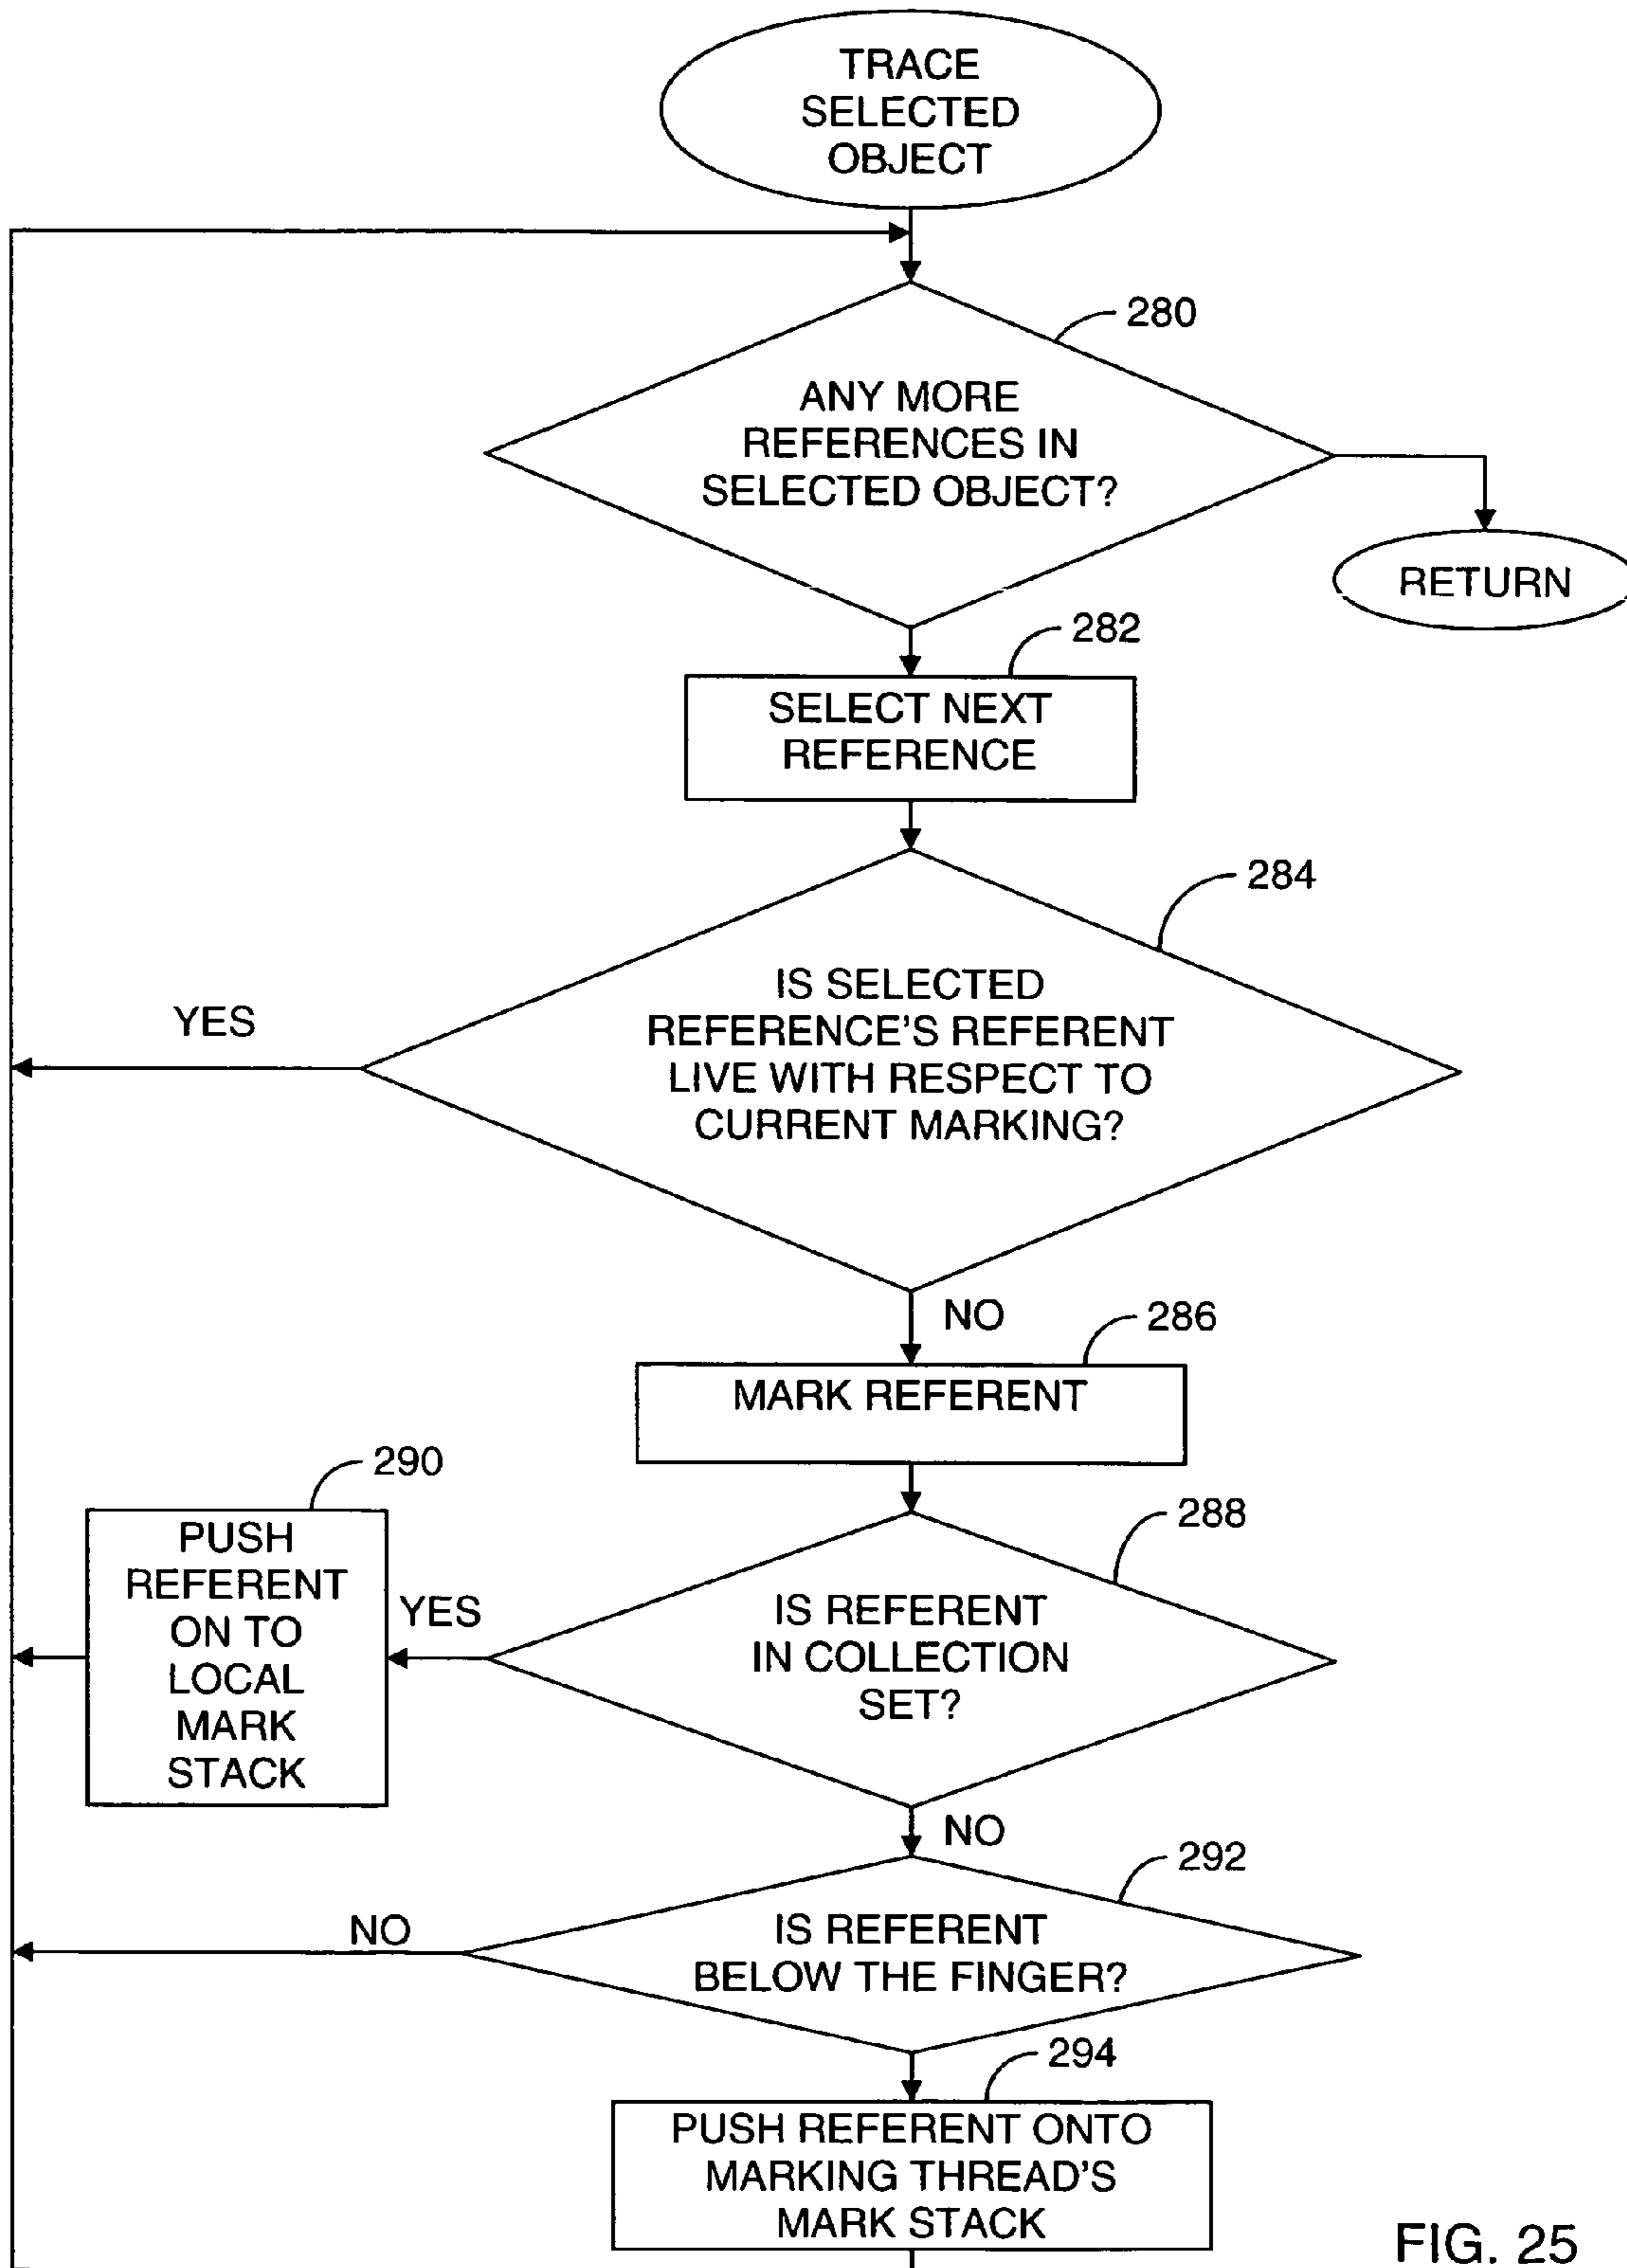 TRACE
SELECTED
OBJECT
280
ANY MORE
REFERENCES IN
SELECTED OBJECT?
RETURN
282
SELECT NEXT
REFERENCE
284
IS SELECTED
REFERENCE'S REFERENT
LIVE WITH RESPECT TO
CURRENT MARKING?
YES
NO
286
MARK REFERENT
290
PUSH
REFERENT
ON TO
LOCAL
MARK
STACK
YES
288
IS REFERENT
IN COLLECTION
SET?
NO
292
IS REFERENT
BELOW THE FINGER?
NO
294
PUSH REFERENT ONTO
MARKING THREAD'S
MARK STACK
FIG. 25